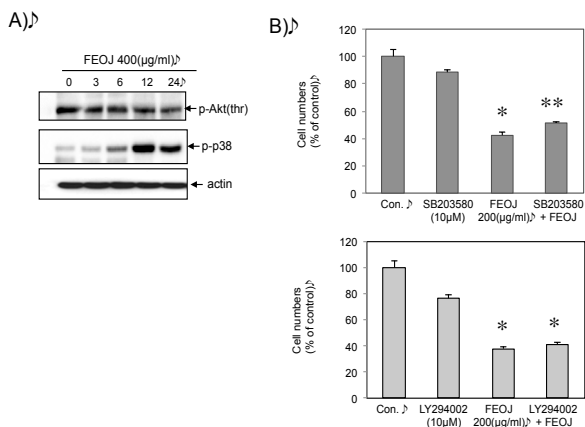 A)♪
FEOJ 400(µg/ml)♪
0 3 6 12 24♪
p-Akt(thr)
p-p38
actin
B)♪
Cell numbers
(% of control)♪
120
100
80
60
40
20
0
* **
Con.♪ SB203580 FEOJ SB203580
(10µM) 200(µg/ml)♪ + FEOJ
Cell numbers
(% of control)♪
120
100
80
60
40
20
0
* *
Con.♪ LY294002 FEOJ LY294002
(10µM) 200(µg/ml)♪ + FEOJ